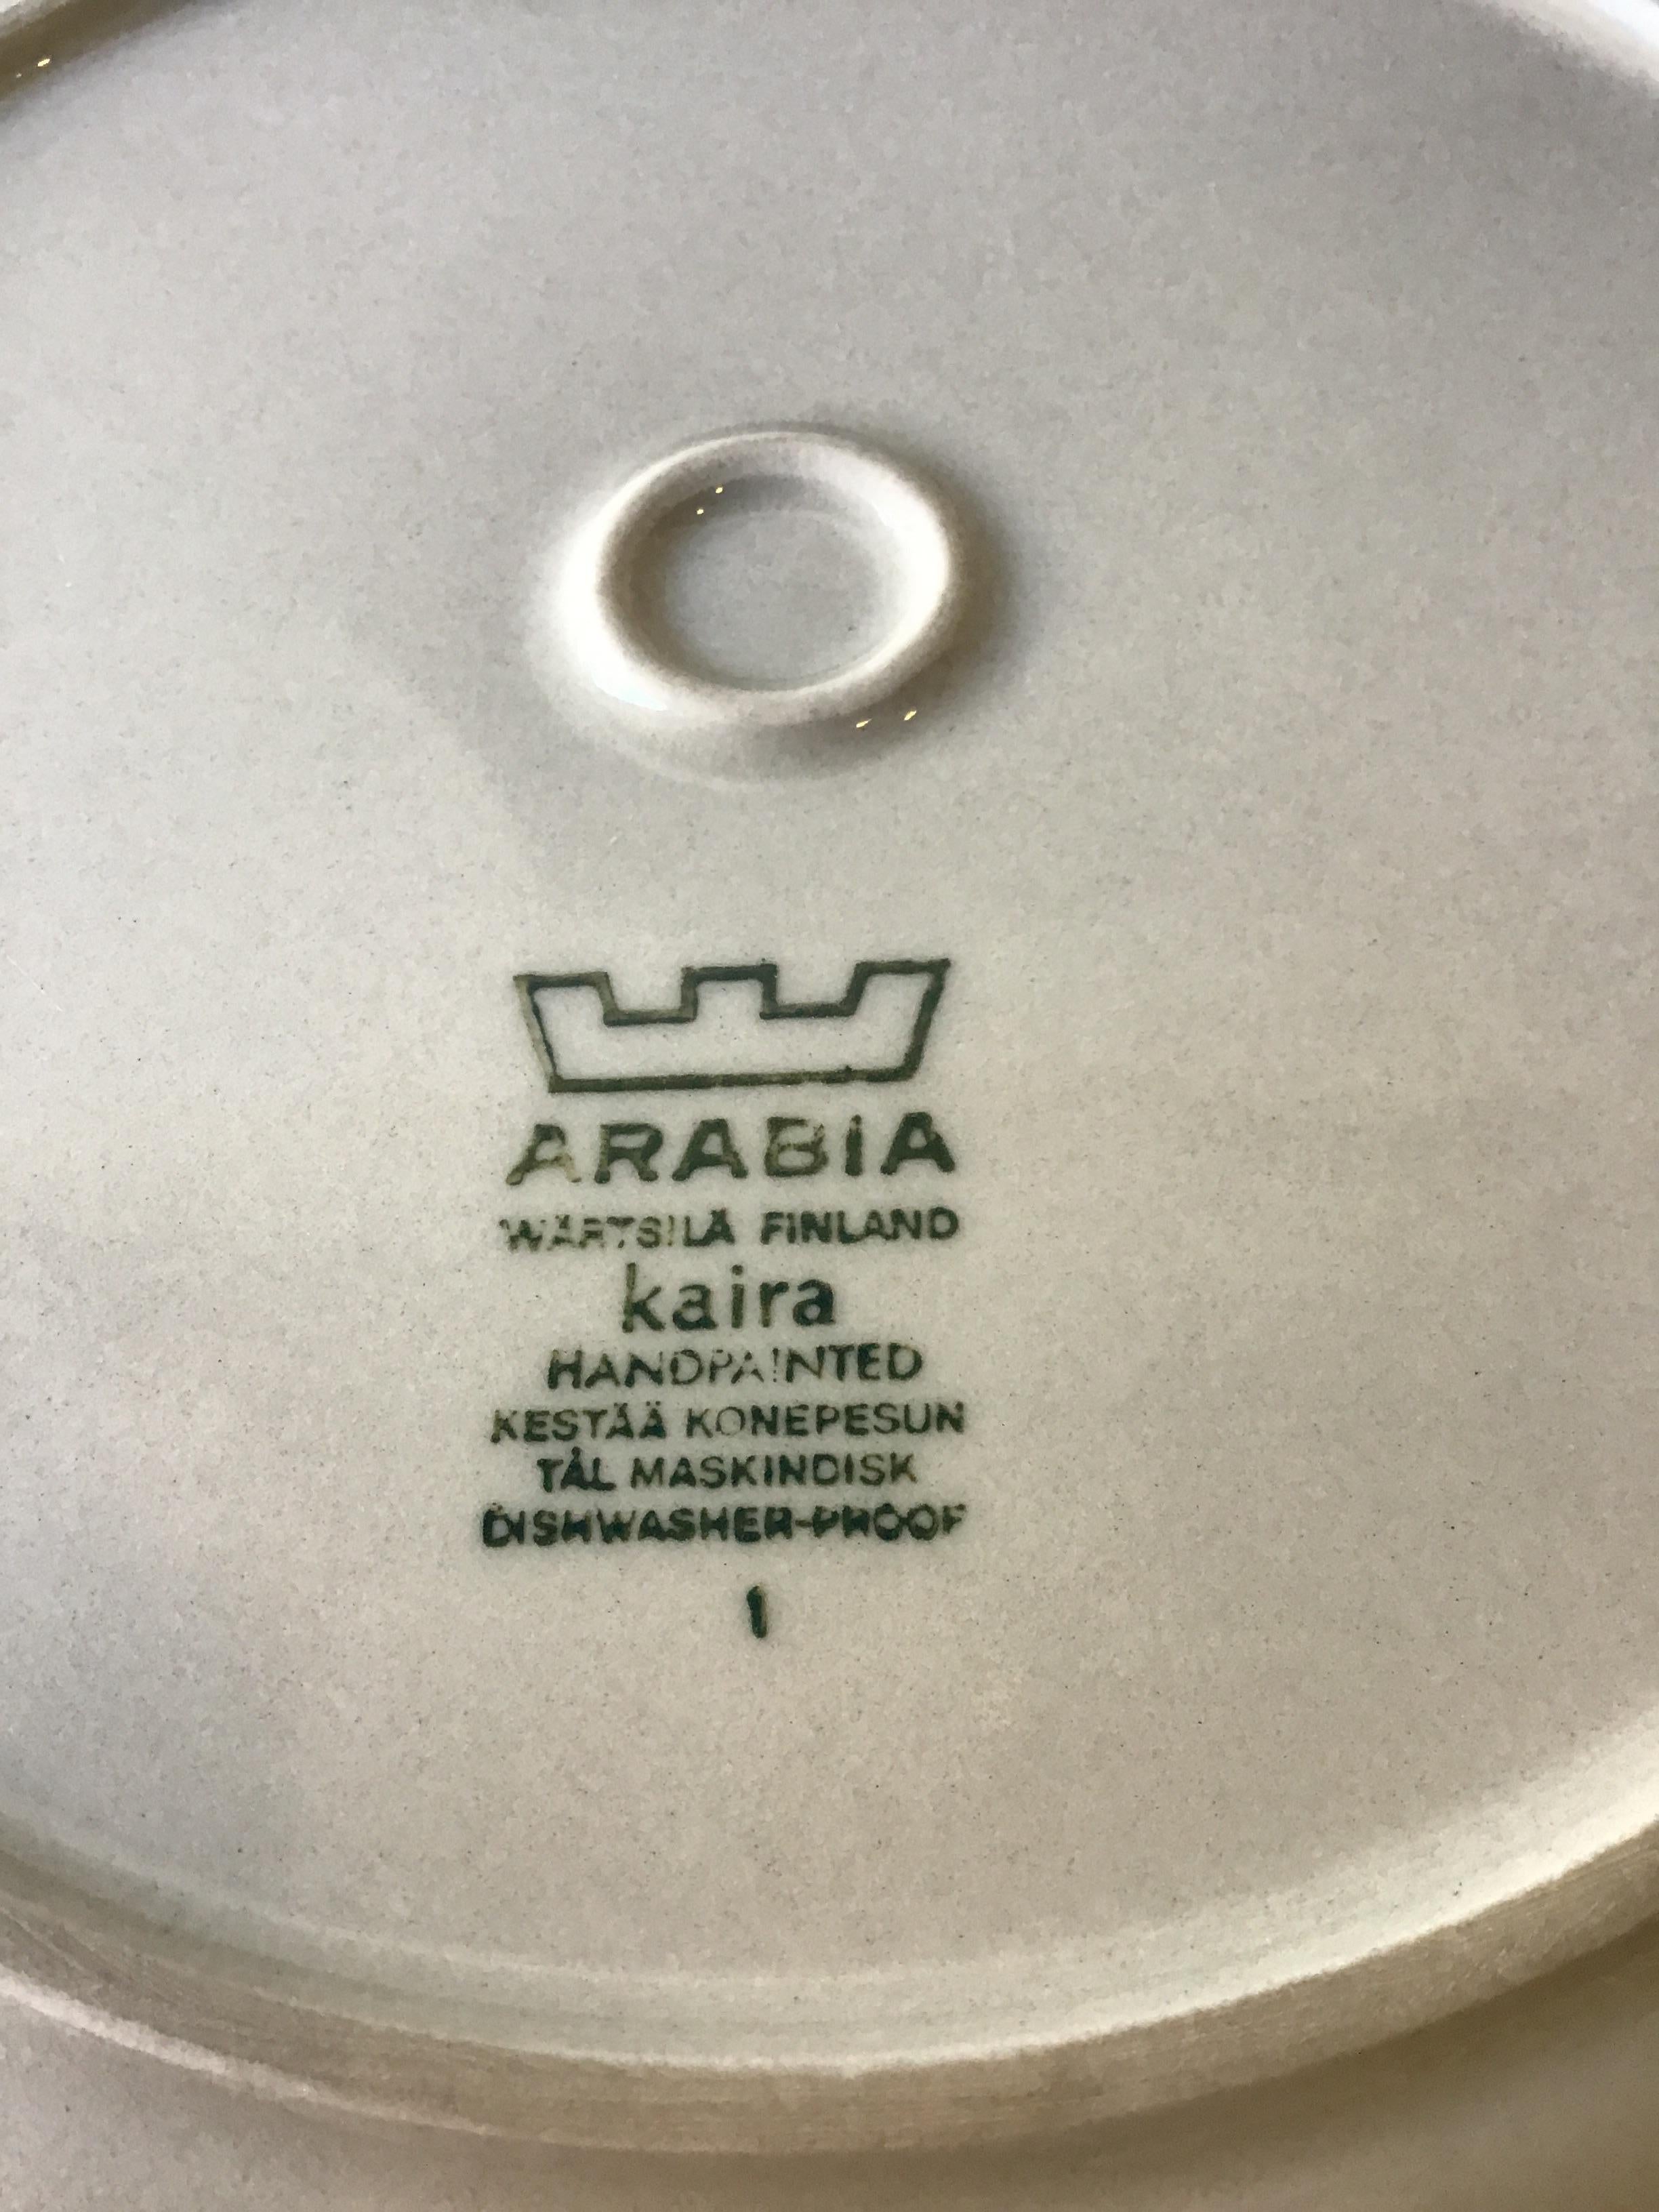 ARABIA
WÄRTSILÄ FINLAND
kaira
HANDPAINTED
KESTÄÄ KONEPESUN
TÅL MASKINDISK
DISHWASHER-PROOF
1